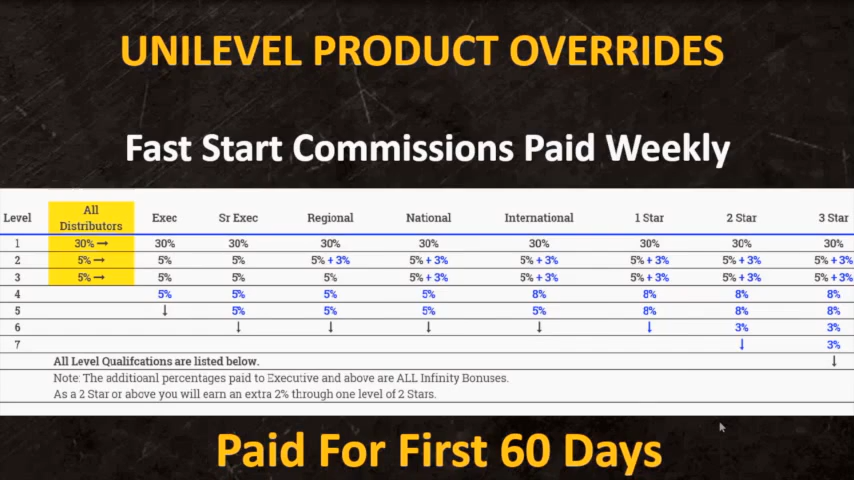 UNILEVEL PRODUCT OVERRIDES
Fast Start Commissions Paid Weekly
Level All Distributors Exec Sr Exec Regional National International 1 Star 2 Star 3 Star
1 30% → 30% 30% 30% 30% 30% 30% 30% 30%
2 5% → 5% 5% 5% + 3% 5% + 3% 5% + 3% 5% + 3% 5% + 3% 5% + 3%
3 5% → 5% 5% 5% 5% + 3% 5% + 3% 5% + 3% 5% + 3% 5% + 3%
4 5% 5% 5% 5% 8% 8% 8% 8%
5 ↓ 5% 5% 5% 5% 8% 8% 8%
6 ↓ ↓ ↓ ↓ ↓ 3% 3%
7 ↓ 3%
All Level Qualifcations are listed below. ↓
Note: The additioanl percentages paid to Executive and above are ALL Infinity Bonuses.
As a 2 Star or above you will earn an extra 2% through one level of 2 Stars.
Paid For First 60 Days